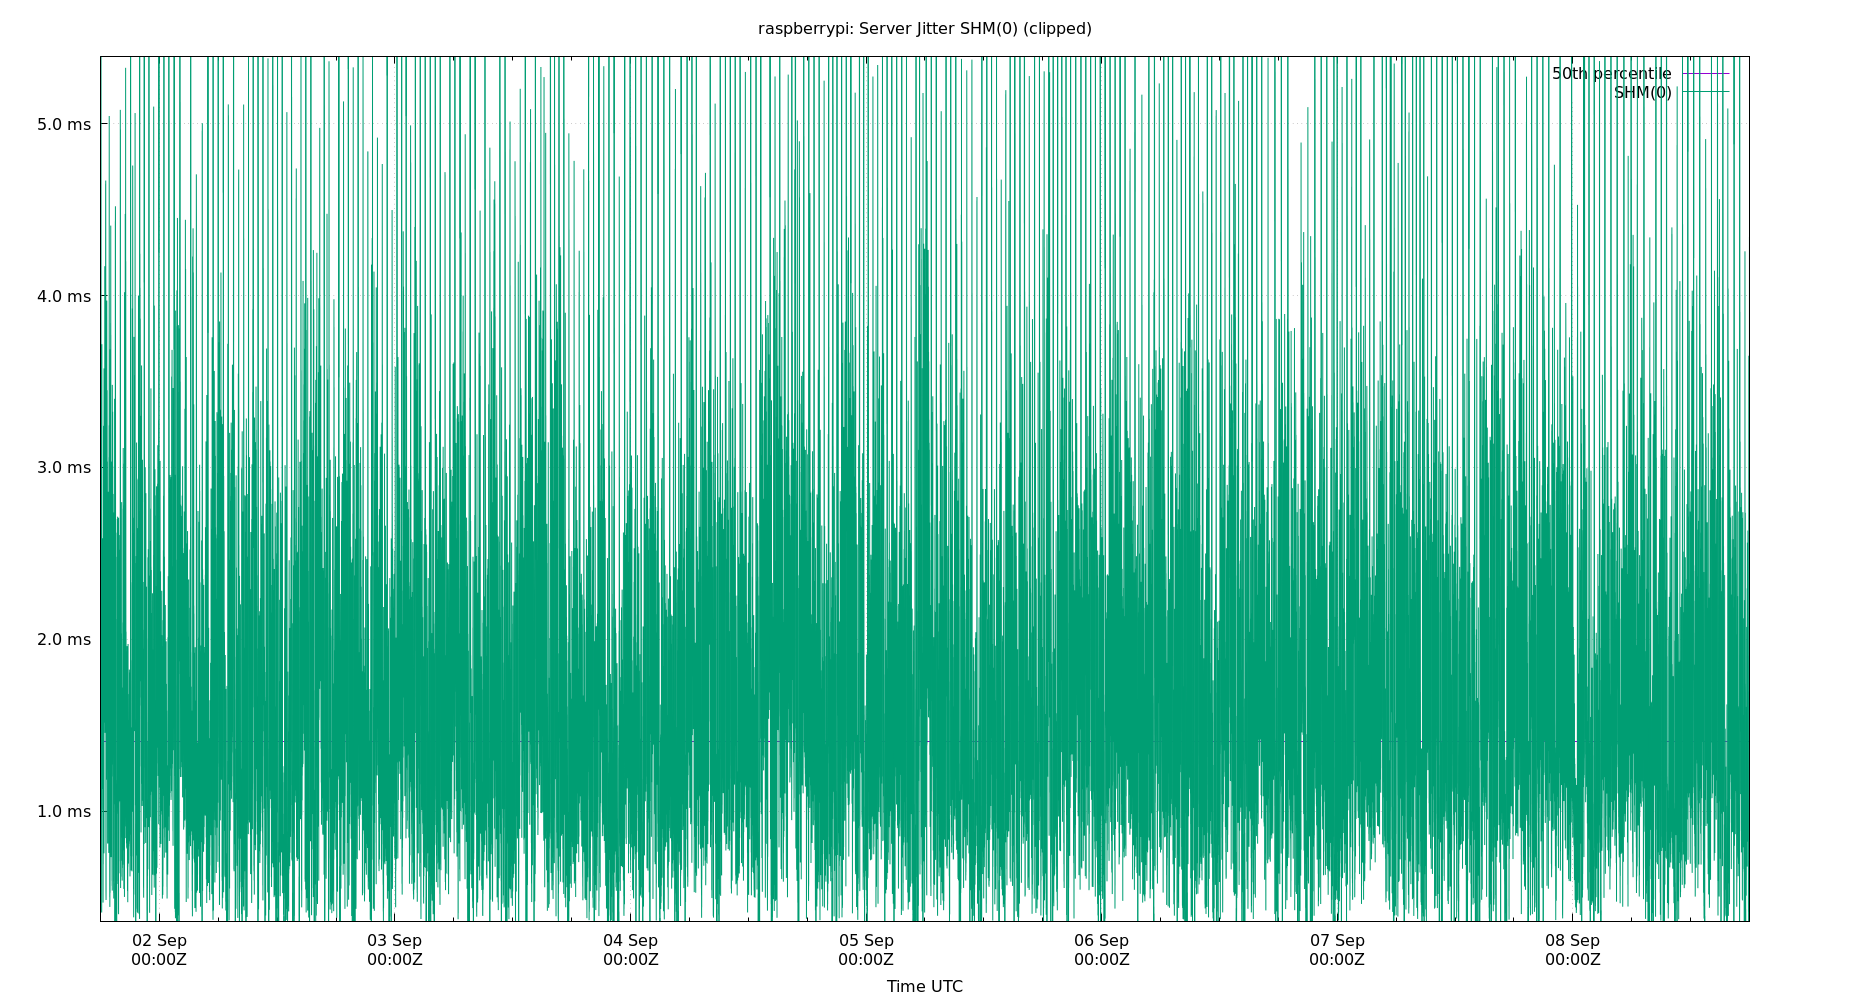 raspberrypi: Server Jitter SHM(0) (clipped)
50th percentile
SHM(0)
5.0 ms
4.0 ms
3.0 ms
2.0 ms
1.0 ms
02 Sep 03 Sep 04 Sep 05 Sep 06 Sep 07 Sep 08 Sep
00:00Z 00:00Z 00:00Z 00:00Z 00:00Z 00:00Z 00:00Z
Time UTC